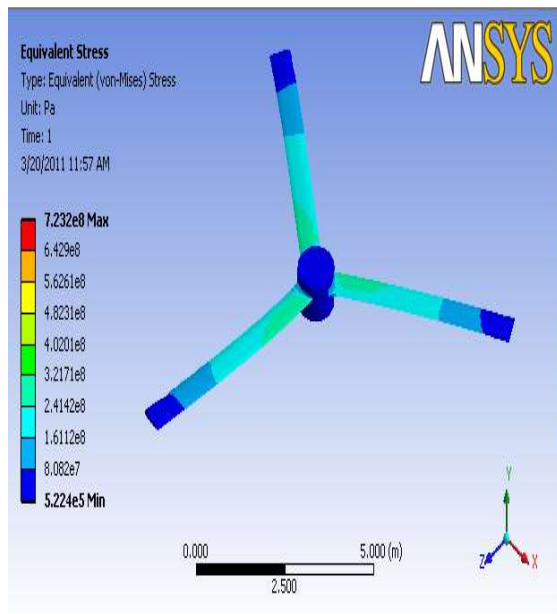 Equivalent Stress
Type: Equivalent (von-Mises) Stress
Unit: Pa
Time: 1
3/20/2011 11:57 AM
ANSYS
7.232e8 Max
6.429e8
5.6261e8
4.8231e8
4.0201e8
3.2171e8
2.4142e8
1.6112e8
8.082e7
5.224e5 Min
0.000 5.000 (m)
2.500
Y
Z X